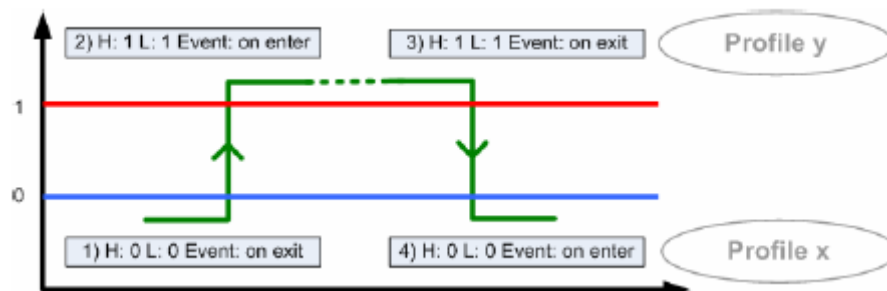 2) H: 1 L: 1 Event: on enter
3) H: 1 L: 1 Event: on exit
Profile y
1
0
1) H: 0 L: 0 Event: on exit
4) H: 0 L: 0 Event: on enter
Profile x